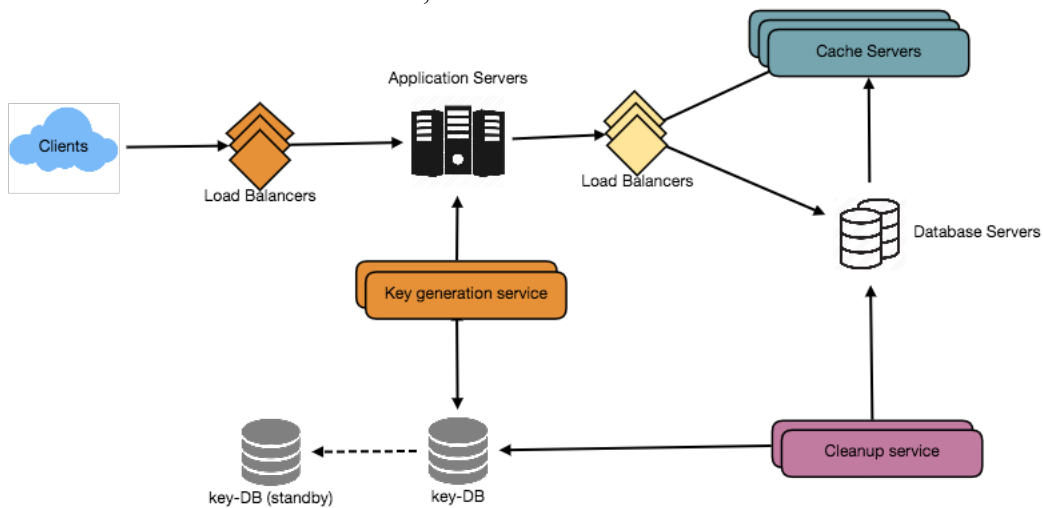 Cache Servers
Application Servers
Clients
Load Balancers
Load Balancers
Database Servers
Key generation service
Cleanup service
key-DB (standby)
key-DB